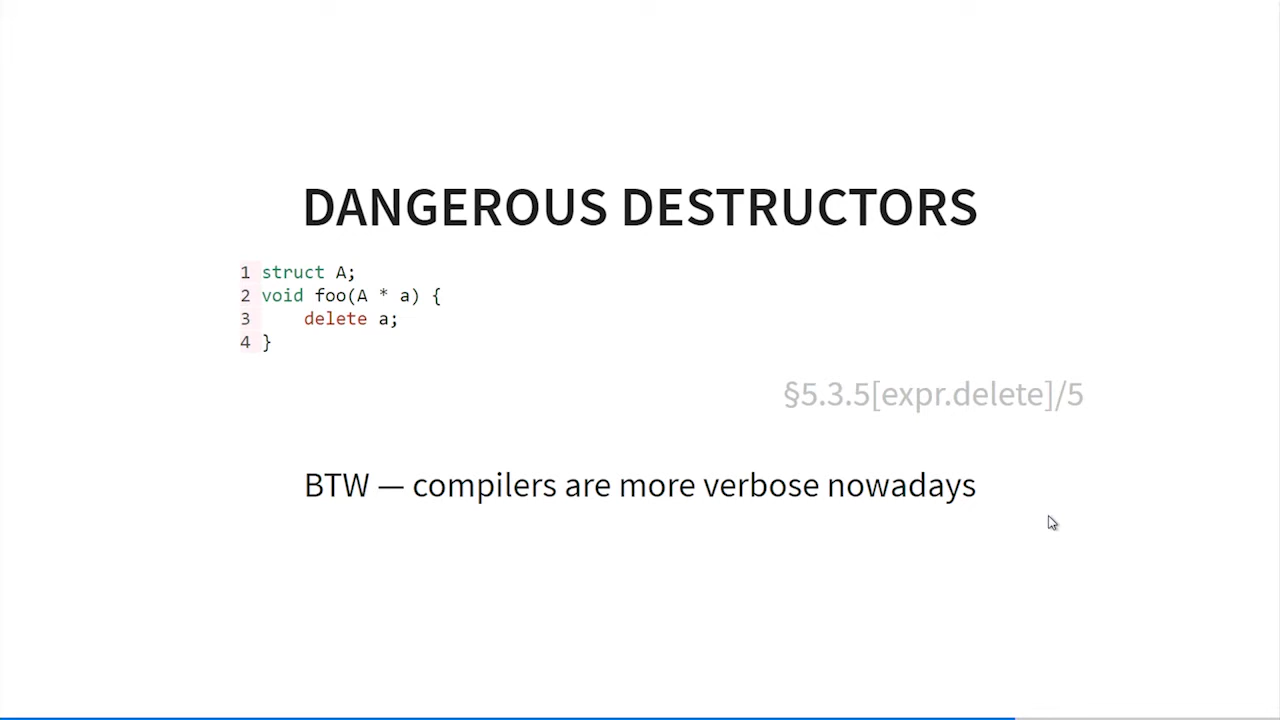 DANGEROUS DESTRUCTORS
1 struct A;
2 void foo(A * a) {
3     delete a;
4 }
§5.3.5[expr.delete]/5
BTW — compilers are more verbose nowadays